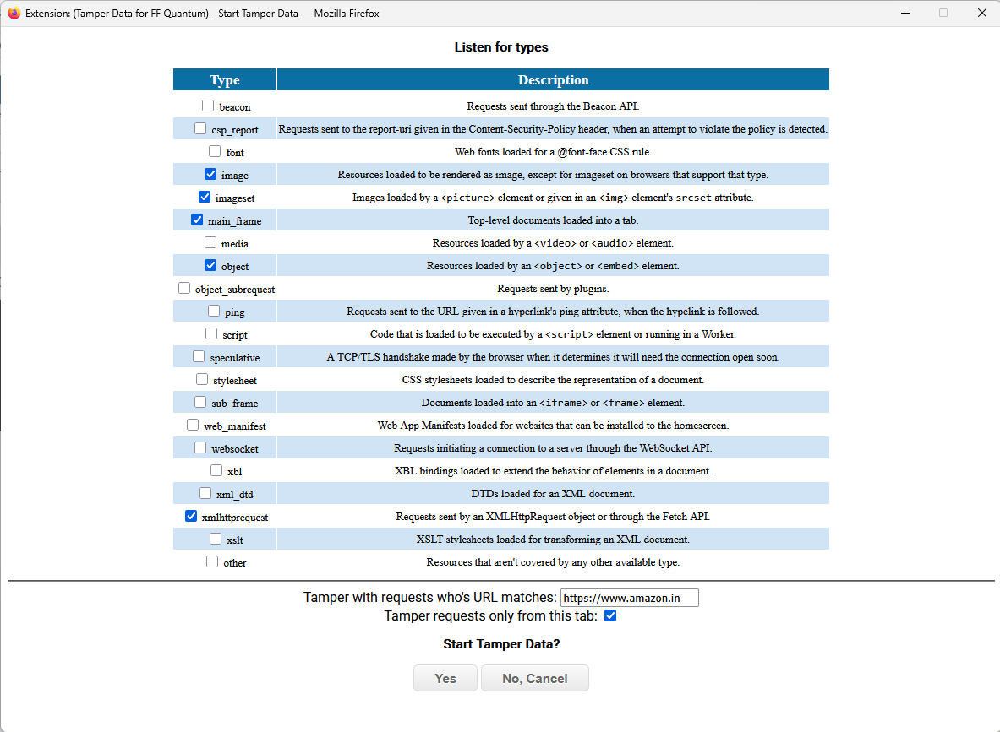 Extension: (Tamper Data for FF Quantum) - Start Tamper Data — Mozilla Firefox
Listen for types
Type Description
beacon Requests sent through the Beacon API.
csp_report Requests sent to the report-uri given in the Content-Security-Policy header, when an attempt to violate the policy is detected.
font Web fonts loaded for a @font-face CSS rule.
image Resources loaded to be rendered as image, except for imageset on browsers that support that type.
imageset Images loaded by a <picture> element or given in an <img> element's srcset attribute.
main_frame Top-level documents loaded into a tab.
media Resources loaded by a <video> or <audio> element.
object Resources loaded by an <object> or <embed> element.
object_subrequest Requests sent by plugins.
ping Requests sent to the URL given in a hyperlink's ping attribute, when the hypelink is followed.
script Code that is loaded to be executed by a <script> element or running in a Worker.
speculative A TCP/TLS handshake made by the browser when it determines it will need the connection open soon.
stylesheet CSS stylesheets loaded to describe the representation of a document.
sub_frame Documents loaded into an <iframe> or <frame> element.
web_manifest Web App Manifests loaded for websites that can be installed to the homescreen.
websocket Requests initiating a connection to a server through the WebSocket API.
xbl XBL bindings loaded to extend the behavior of elements in a document.
xml_dtd DTDs loaded for an XML document.
xmlhttprequest Requests sent by an XMLHttpRequest object or through the Fetch API.
xslt XSLT stylesheets loaded for transforming an XML document.
other Resources that aren't covered by any other available type.
Tamper with requests who's URL matches: https://www.amazon.in
Tamper requests only from this tab:
Start Tamper Data?
Yes No, Cancel